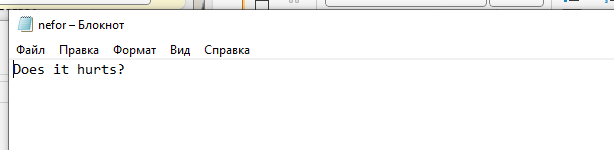 nefor – Блокнот
Файл Правка Формат Вид Справка
Does it hurts?